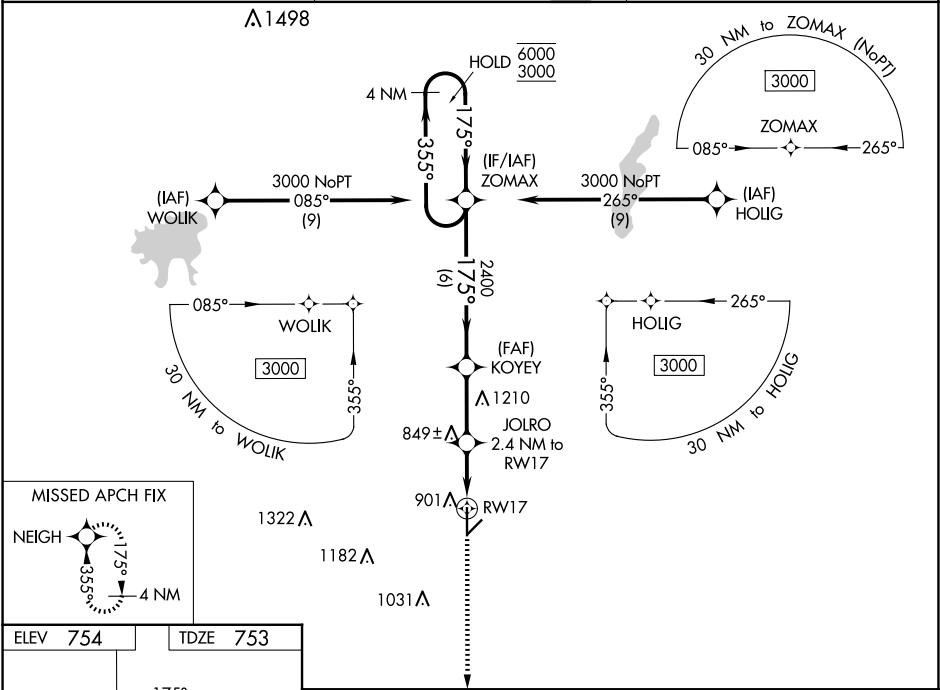 1498
HOLD 6000
3000
4 NM
175°
355°
(IF/IAF)
ZOMAX
30 NM to ZOMAX (NoPT)
3000
ZOMAX
085°
265°
(IAF)
WOLIK
3000 NoPT
085°
(9)
3000 NoPT
265°
(9)
(IAF)
HOLIG
2400
175°
(6)
085°
WOLIK
3000
355°
30 NM to WOLIK
265°
HOLIG
3000
355°
30 NM to HOLIG
(FAF)
KOYEY
1210
849±
JOLRO
2.4 NM to
RW17
901
RW17
MISSED APCH FIX
NEIGH
175°
355°
4 NM
1322
1182
1031
ELEV 754
TDZE 753
175°